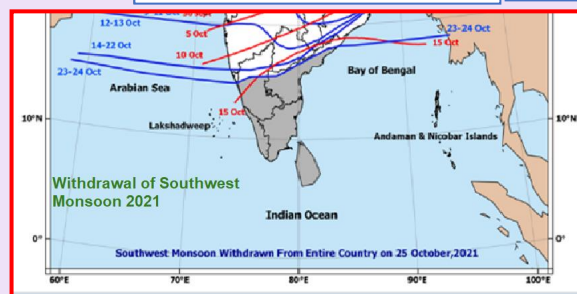 12-13 Oct
5 Oct
23-24 Oct
14-22 Oct
15 Oct
10 Oct
23-24 Oct
Bay of Bengal
Arabian Sea
15 Oct
10°N
Lakshadweep
Andaman & Nicobar Islands
10°N
Withdrawal of Southwest
Monsoon 2021
Indian Ocean
0°
0°
Southwest Monsoon Withdrawn From Entire Country on 25 October,2021
60°E
70°E
80°E
90°E
100°E